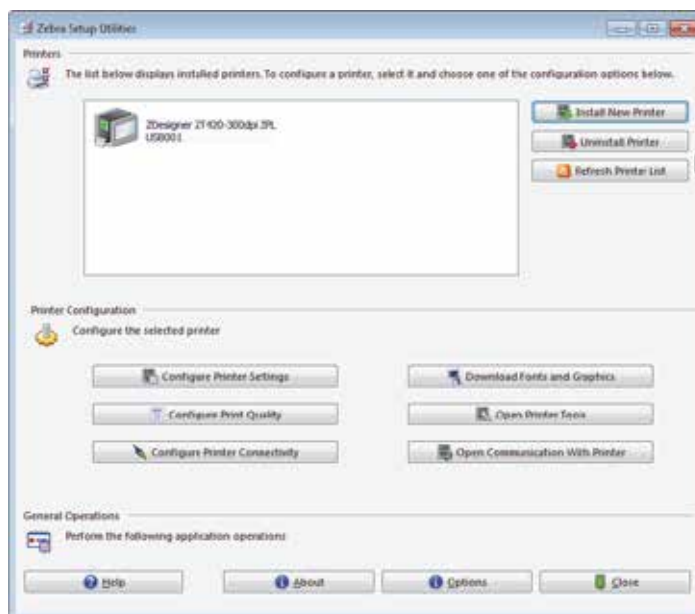 Zebra Setup Utilities
Printers
The list below displays installed printers. To configure a printer, select it and choose one of the configuration options below.
ZDesigner ZT420-300dpi ZPL
USB001
Install New Printer
Uninstall Printer
Refresh Printer List
Printer Configuration
Configure the selected printer
Configure Printer Settings
Download Fonts and Graphics
Configure Print Quality
Open Printer Tools
Configure Printer Connectivity
Open Communication With Printer
General Operations
Perform the following application operations
Help
About
Options
Close